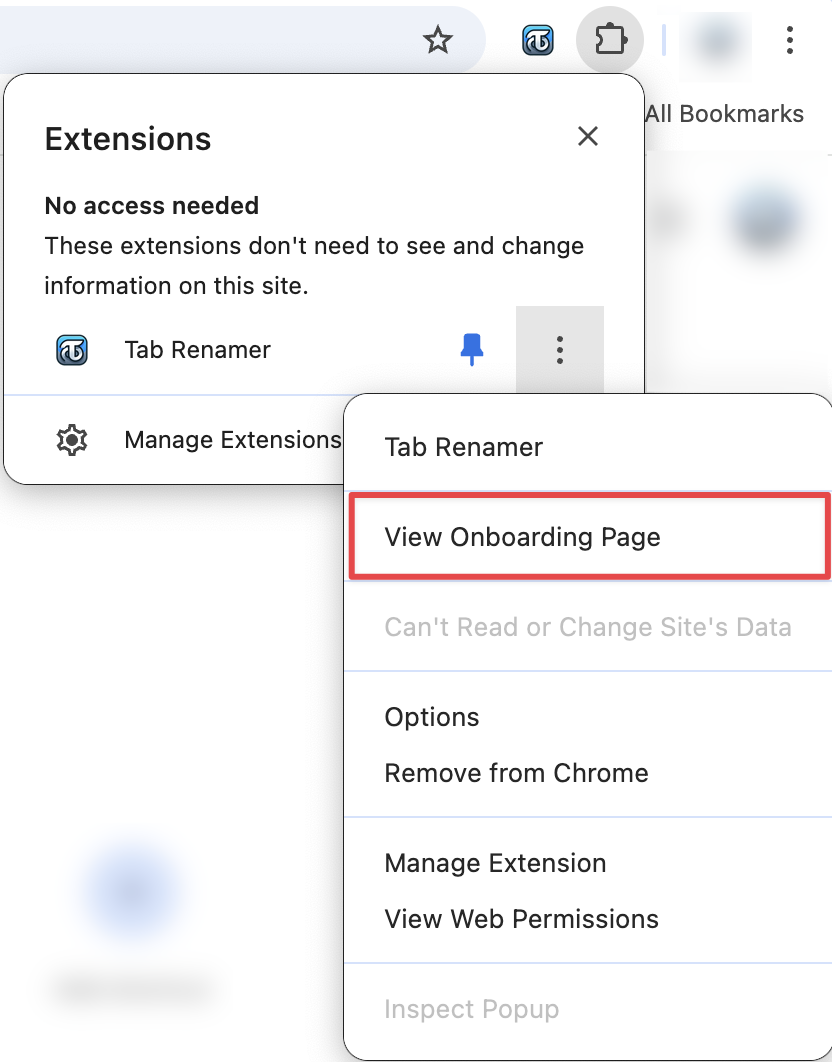 All Bookmarks
Extensions
No access needed
These extensions don't need to see and change
information on this site.
Tab Renamer
Manage Extensions
Tab Renamer
View Onboarding Page
Can't Read or Change Site's Data
Options
Remove from Chrome
Manage Extension
View Web Permissions
Inspect Popup